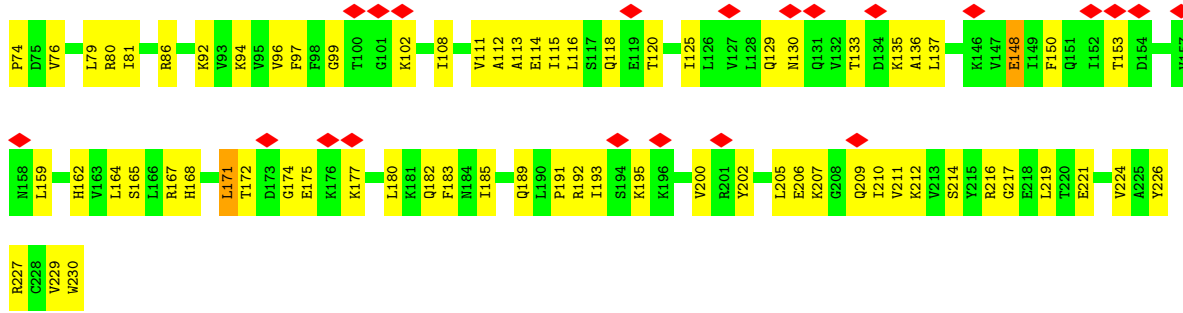 P74 D75 V76 L79 R80 I81 R86 K92 V93 K94 V95 V96 F97 F98 G99 T100 G101 K102 I108 V111 A112 A113 E114 I115 L116 S117 Q118 E119 T120 I125 L126 V127 L128 Q129 N130 Q131 V132 T133 D134 K135 A136 L137 K146 V147 E148 I149 F150 Q151 I152 T153 D154
N158 L159 H162 V163 L164 S165 L166 R167 H168 L171 T172 D173 G174 E175 K176 K177 L180 K181 Q182 F183 N184 I185 Q189 L190 P191 R192 I193 S194 K195 K196 V200 R201 Y202 L205 E206 K207 G208 Q209 I210 V211 K212 V213 S214 Y215 R216 G217 E218 L219 T220 E221 V224 A225 Y226
R227 C228 V229 W230